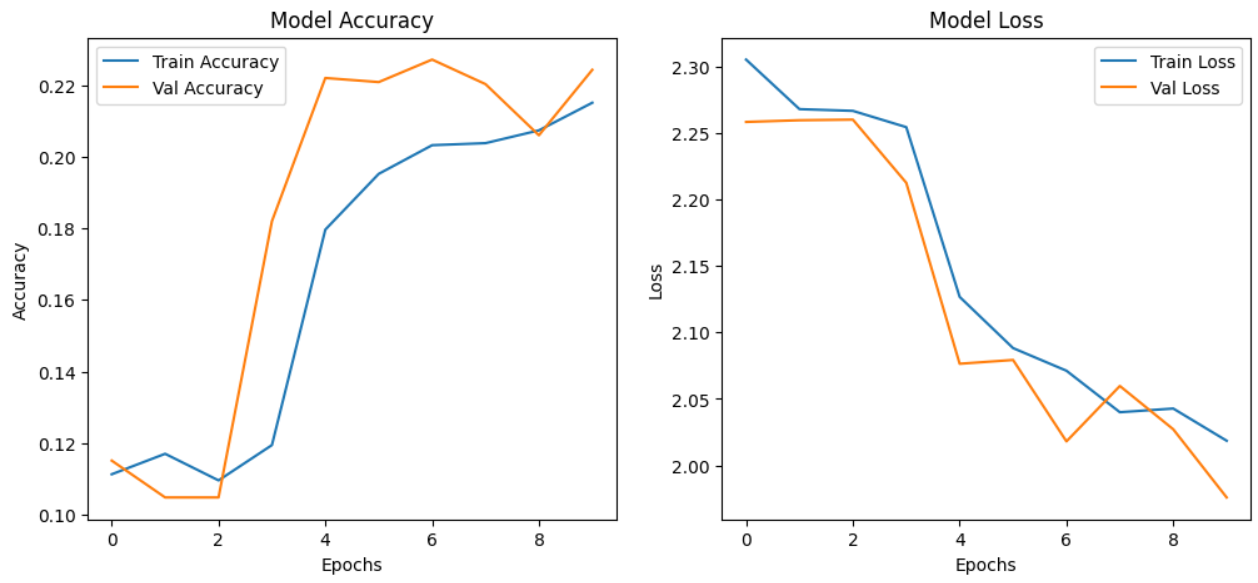 Model Accuracy
Train Accuracy
Val Accuracy
0.22
0.20
0.18
0.16
0.14
0.12
0.10
Accuracy
0 2 4 6 8
Epochs
Model Loss
Train Loss
Val Loss
2.30
2.25
2.20
2.15
2.10
2.05
2.00
Loss
0 2 4 6 8
Epochs